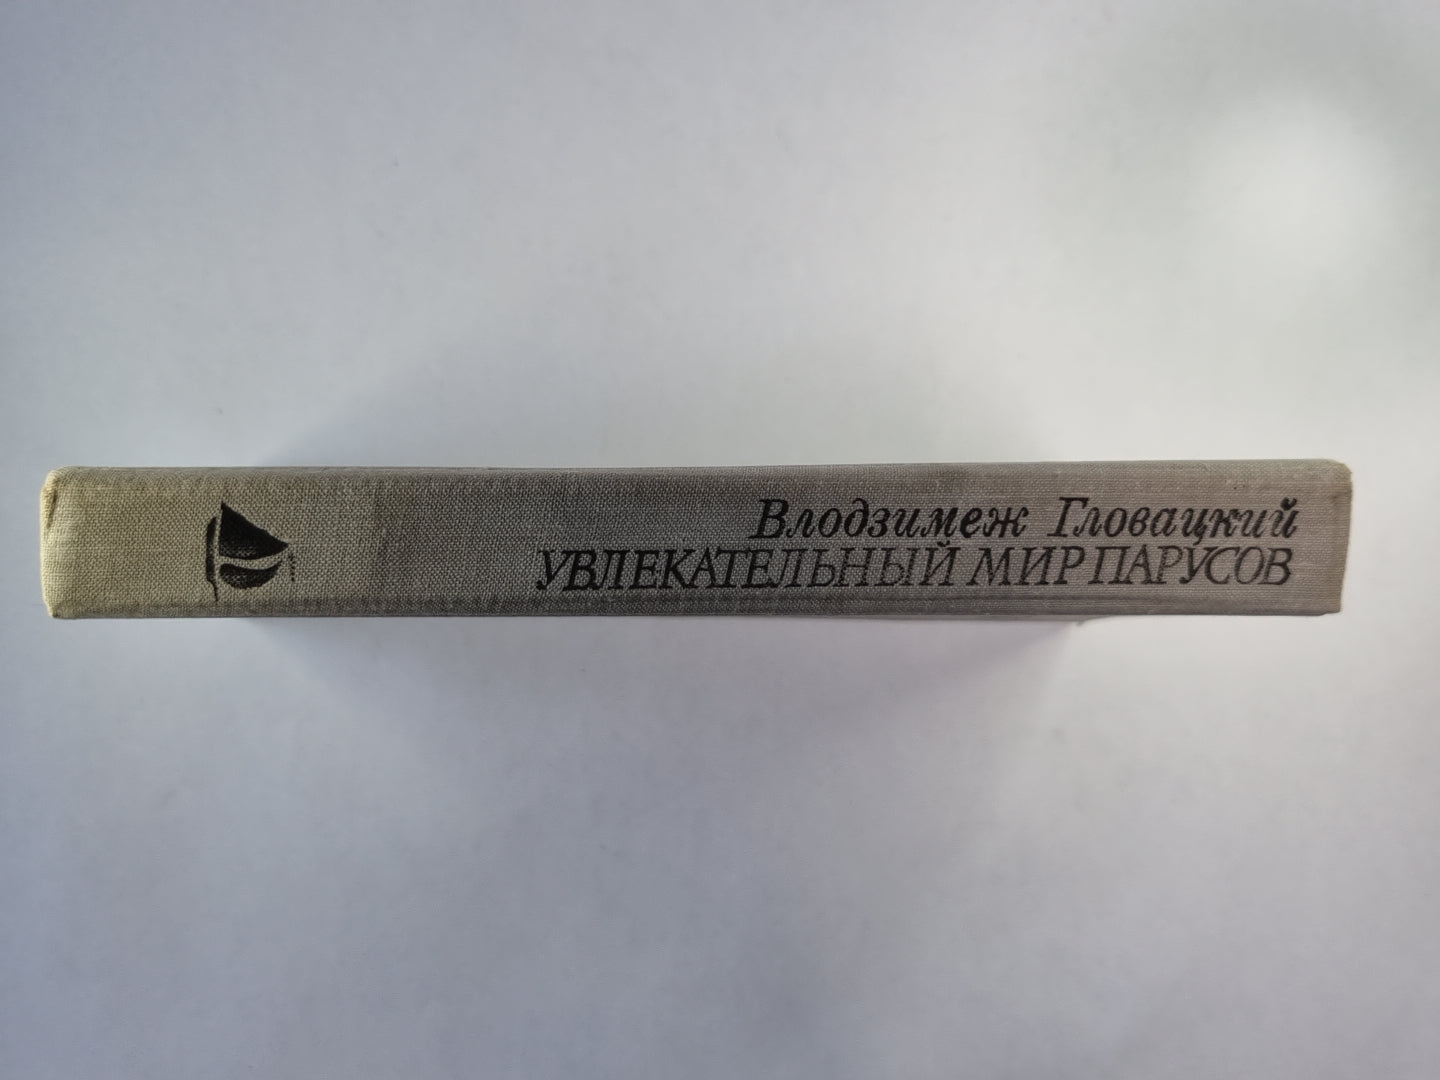 Влодзимеж Гловацкий
УВЛЕКАТЕЛЬНЫЙ МИР ПАРУСОВ